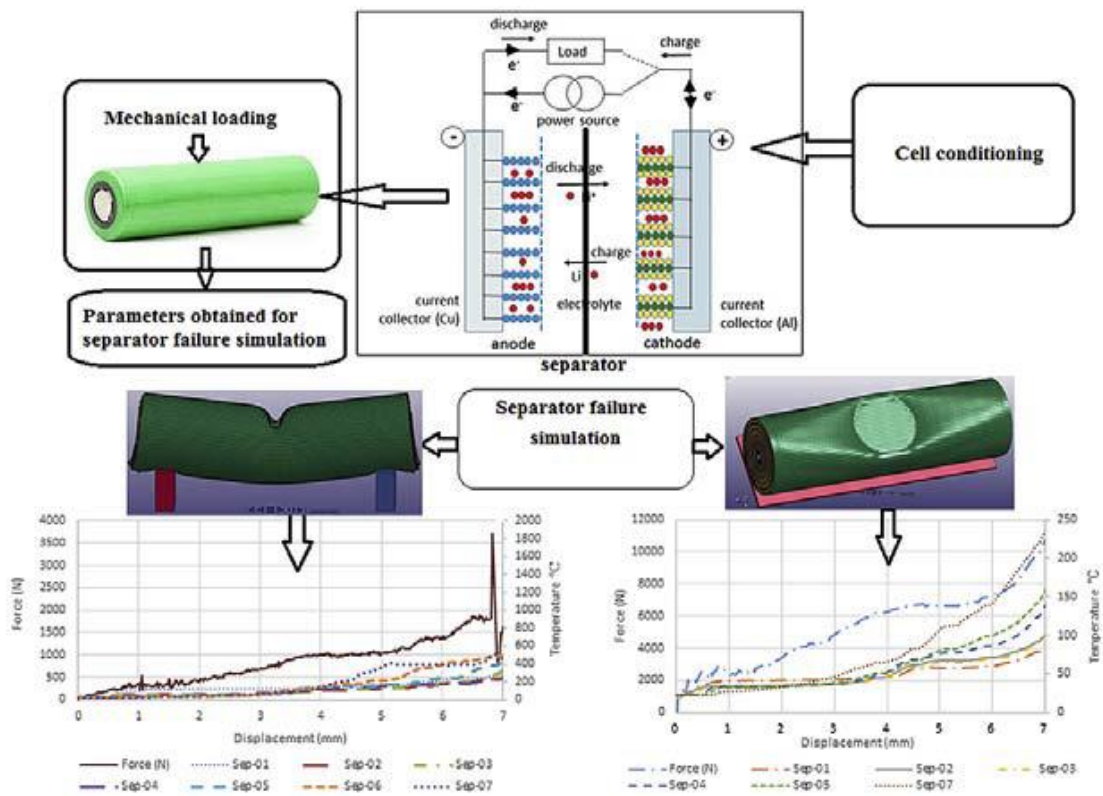 discharge
Load
charge
e-
e-
e-
power source
Mechanical loading
Cell conditioning
-
+
discharge
charge
Li
electrolyte
current
collector (Cu)
anode
cathode
current
collector (Al)
separator
Parameters obtained for
separator failure simulation
Separator failure
simulation
4000
3500
3000
2500
2000
1500
1000
500
0
Force (N)
2000
1800
1600
1400
1200
1000
800
600
400
200
0
Temperature °C
0 1 2 3 4 5 6 7
Displacement (mm)
Force (N) Sep-01 Sep-02 Sep-03
Sep-04 Sep-05 Sep-06 Sep-07
12000
10000
8000
6000
4000
2000
0
Force (N)
250
200
150
100
50
0
Temperature °C
0 1 2 3 4 5 6 7
Displacement (mm)
Force (N) Sep-01 Sep-02 Sep-03
Sep-04 Sep-05 Sep-07